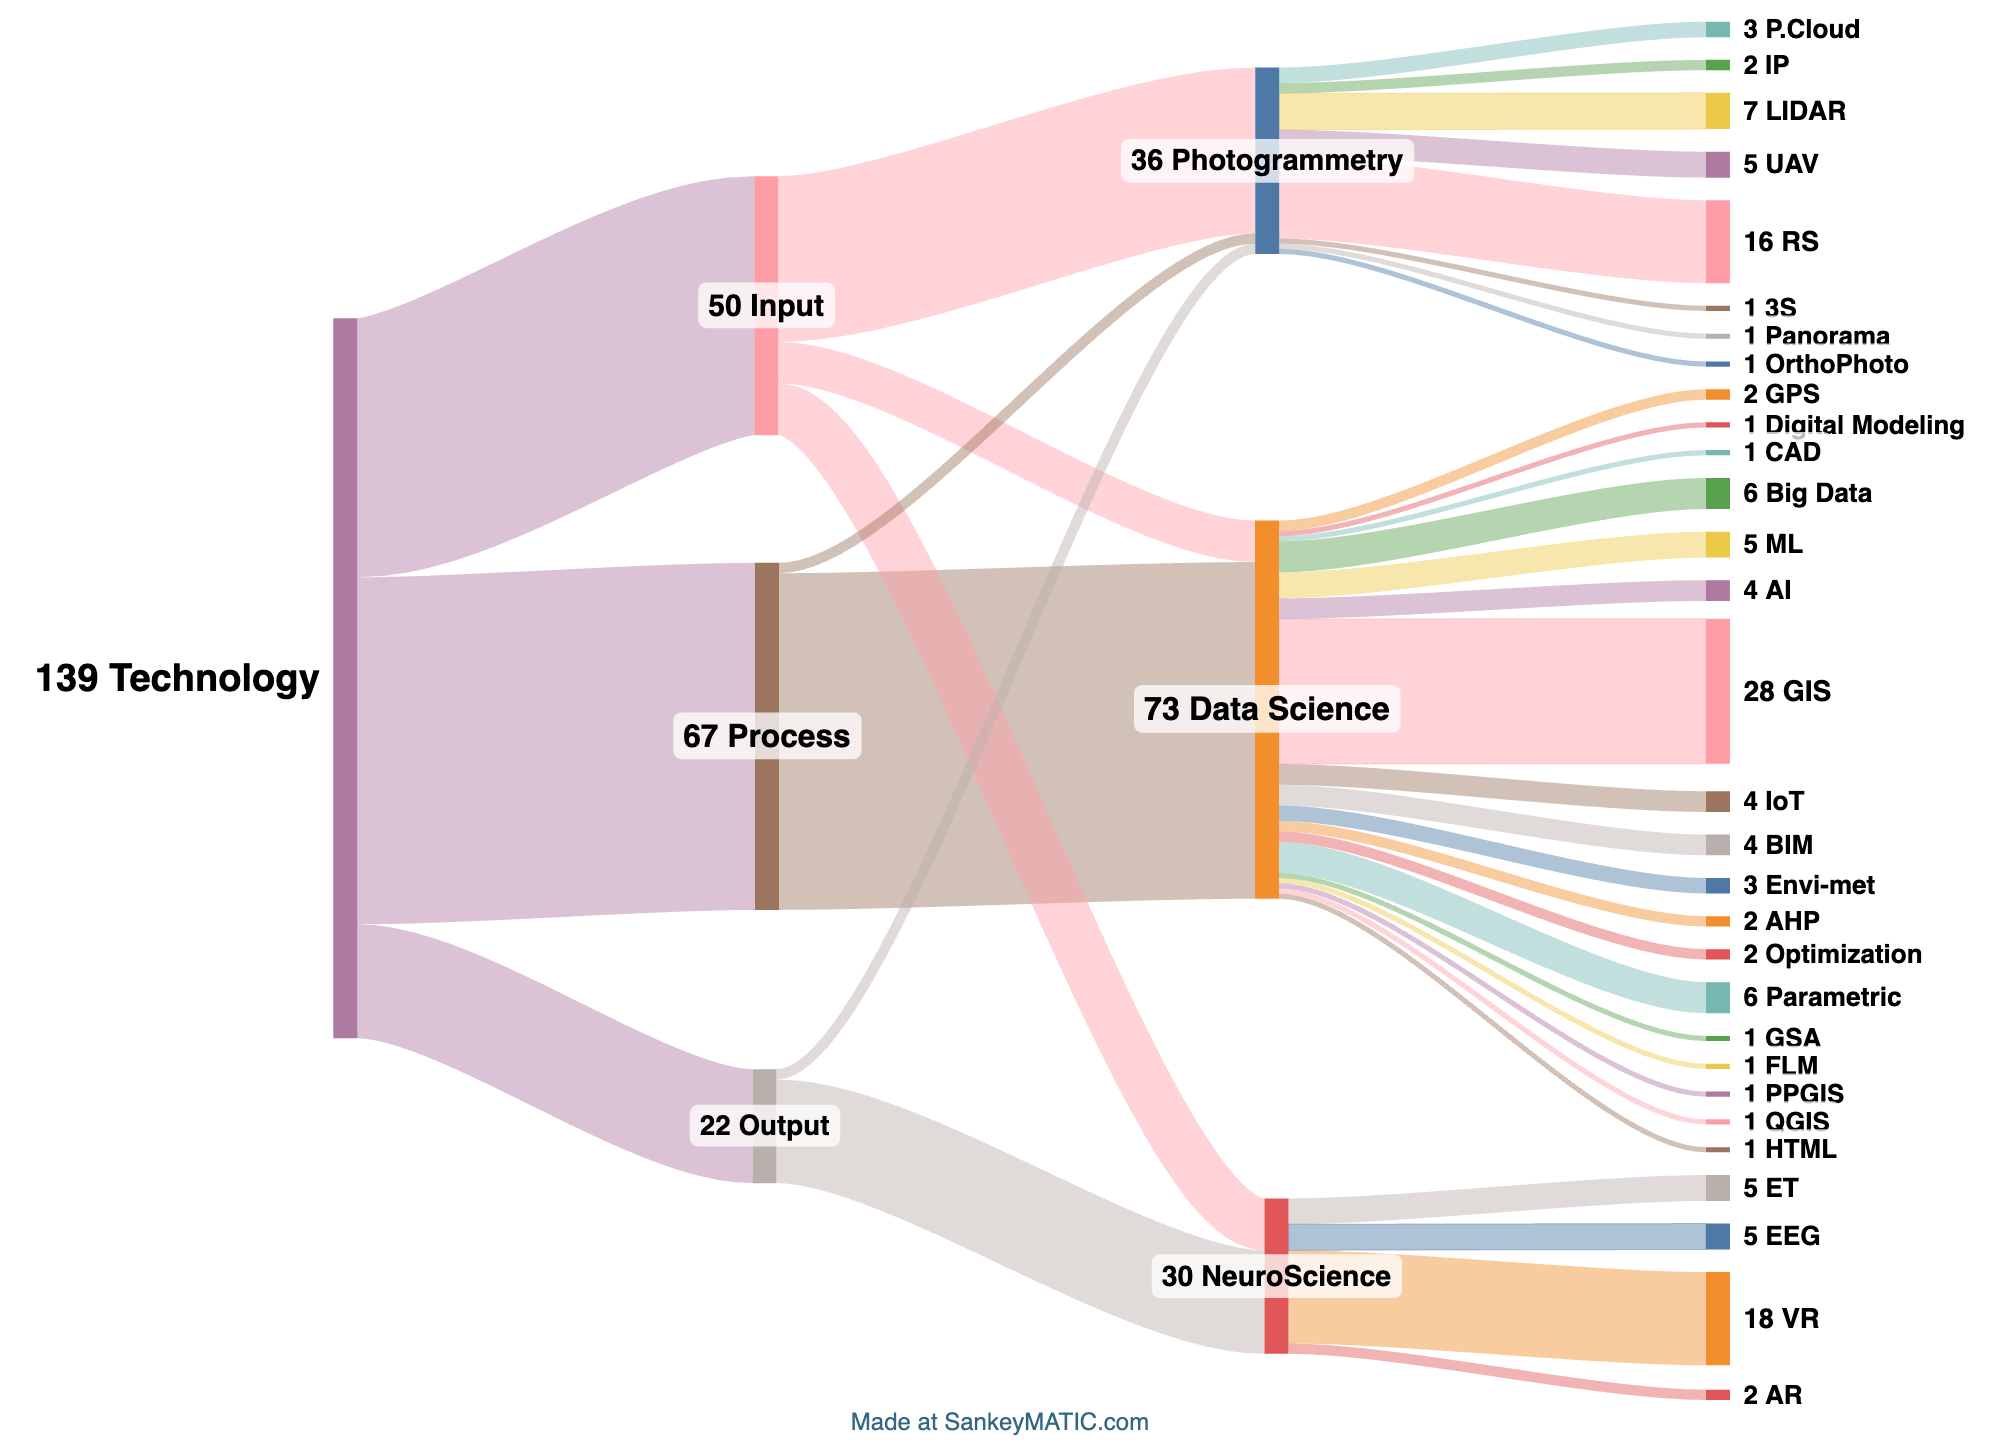 139 Technology
50 Input
67 Process
22 Output
36 Photogrammetry
73 Data Science
30 NeuroScience
3 P.Cloud
2 IP
7 LIDAR
5 UAV
16 RS
1 3S
1 Panorama
1 OrthoPhoto
2 GPS
1 Digital Modeling
1 CAD
6 Big Data
5 ML
4 AI
28 GIS
4 IoT
4 BIM
3 Envi-met
2 AHP
2 Optimization
6 Parametric
1 GSA
1 FLM
1 PPGIS
1 QGIS
1 HTML
5 ET
5 EEG
18 VR
2 AR
Made at SankeyMATIC.com